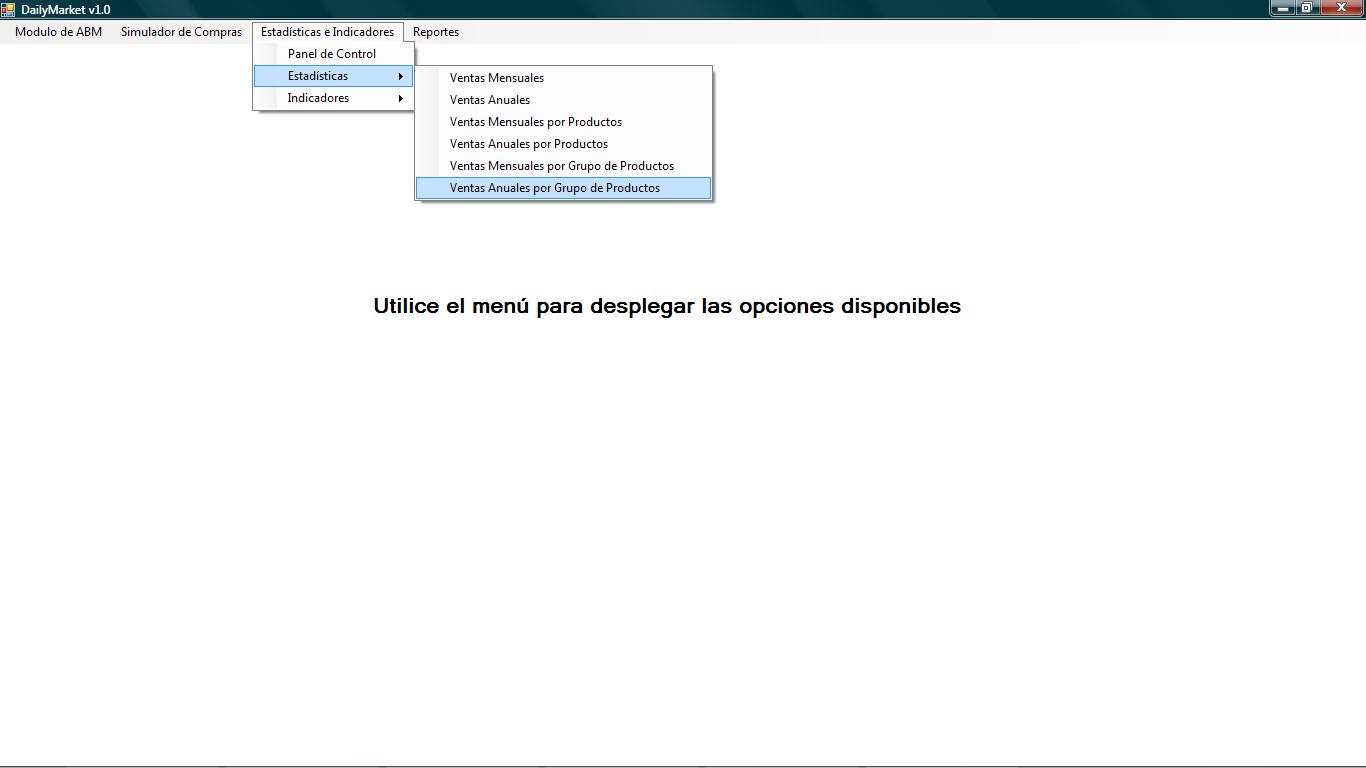 DailyMarket v1.0
Modulo de ABM Simulador de Compras Estadísticas e Indicadores Reportes
Panel de Control
Estadísticas
Indicadores
Ventas Mensuales
Ventas Anuales
Ventas Mensuales por Productos
Ventas Anuales por Productos
Ventas Mensuales por Grupo de Productos
Ventas Anuales por Grupo de Productos
Utilice el menú para desplegar las opciones disponibles